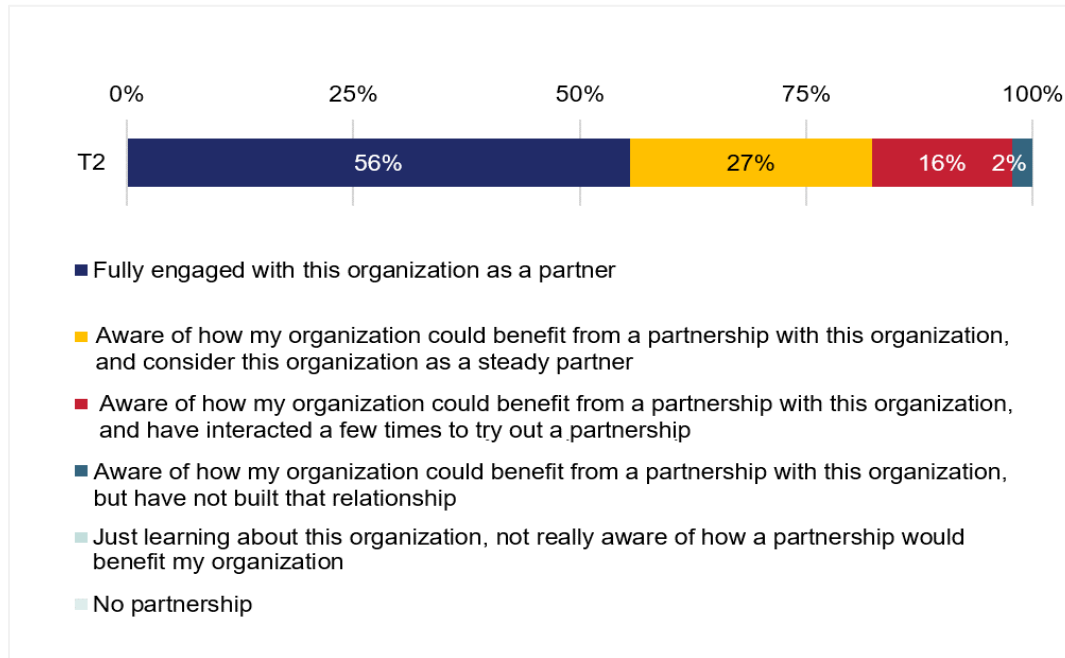 0% 25% 50% 75% 100%
T2 56% 27% 16% 2%
Fully engaged with this organization as a partner
Aware of how my organization could benefit from a partnership with this organization,
and consider this organization as a steady partner
Aware of how my organization could benefit from a partnership with this organization,
and have interacted a few times to try out a partnership
Aware of how my organization could benefit from a partnership with this organization,
but have not built that relationship
Just learning about this organization, not really aware of how a partnership would
benefit my organization
No partnership